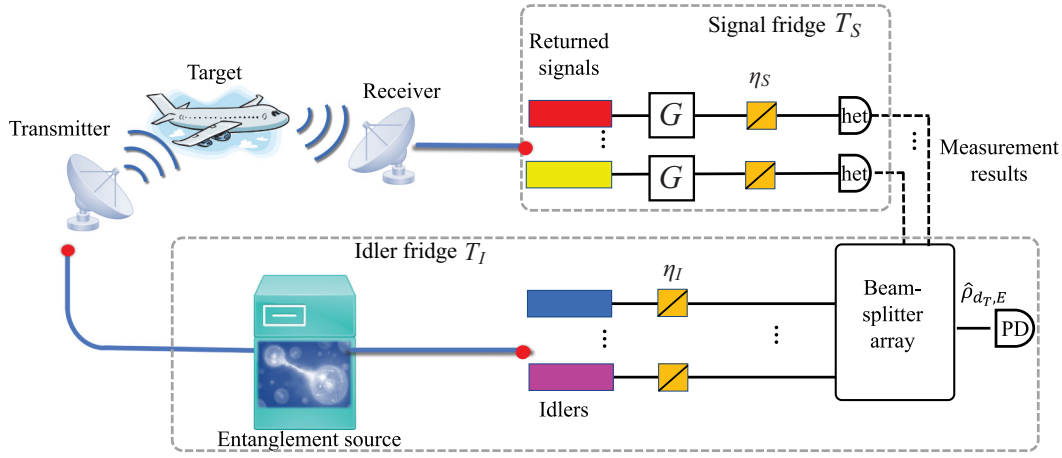 Signal fridge T_S
Returned
signals
η_S
Target
Receiver
Transmitter
G
het
⋮
⋮
G
het
Measurement
results
Idler fridge T_I
η_I
Beam-
splitter
array
ρ̂_{d_T,E}
PD
⋮
⋮
Idlers
Entanglement source